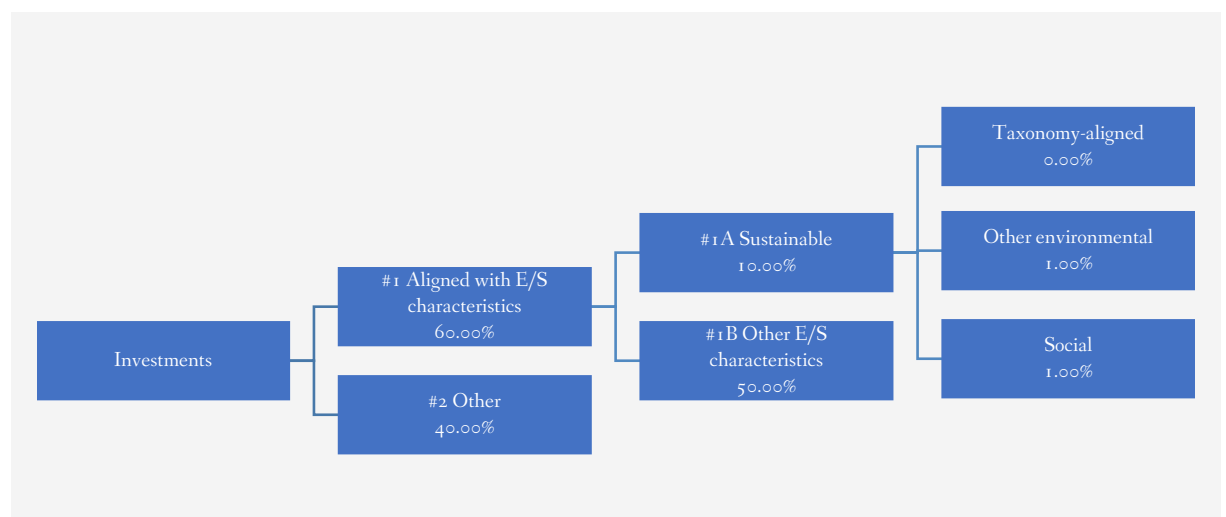 Investments
#1 Aligned with E/S
characteristics
60.00%
#2 Other
40.00%
#1A Sustainable
10.00%
#1B Other E/S
characteristics
50.00%
Taxonomy-aligned
0.00%
Other environmental
1.00%
Social
1.00%